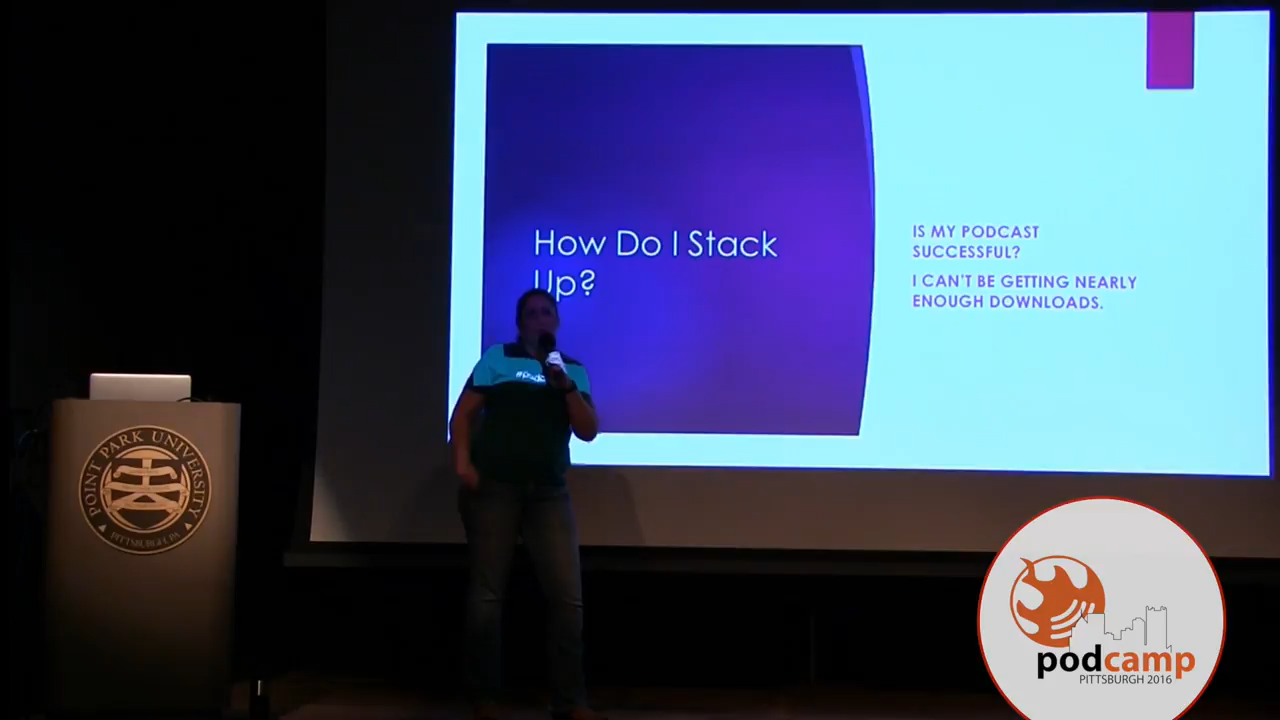 How Do I Stack
Up?
IS MY PODCAST
SUCCESSFUL?
I CAN'T BE GETTING NEARLY
ENOUGH DOWNLOADS.
POINT PARK UNIVERSITY
PITTSBURGH, PA
podcamp
PITTSBURGH 2016